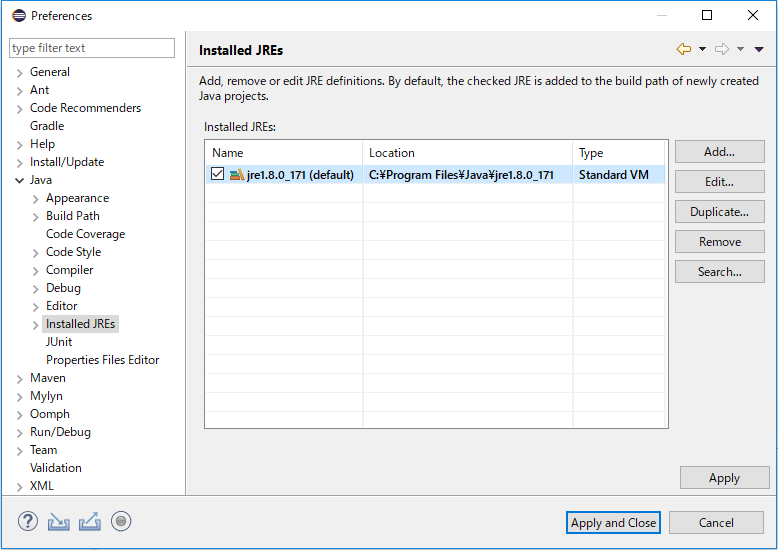 Preferences
type filter text
General
Ant
Code Recommenders
Gradle
Help
Install/Update
Java
Appearance
Build Path
Code Coverage
Code Style
Compiler
Debug
Editor
Installed JREs
JUnit
Properties Files Editor
Maven
Mylyn
Oomph
Run/Debug
Team
Validation
XML
Installed JREs
Add, remove or edit JRE definitions. By default, the checked JRE is added to the build path of newly created
Java projects.
Installed JREs:
Name Location Type
jre1.8.0_171 (default) C:¥Program Files¥Java¥jre1.8.0_171 Standard VM
Add...
Edit...
Duplicate...
Remove
Search...
Apply
?
Apply and Close Cancel